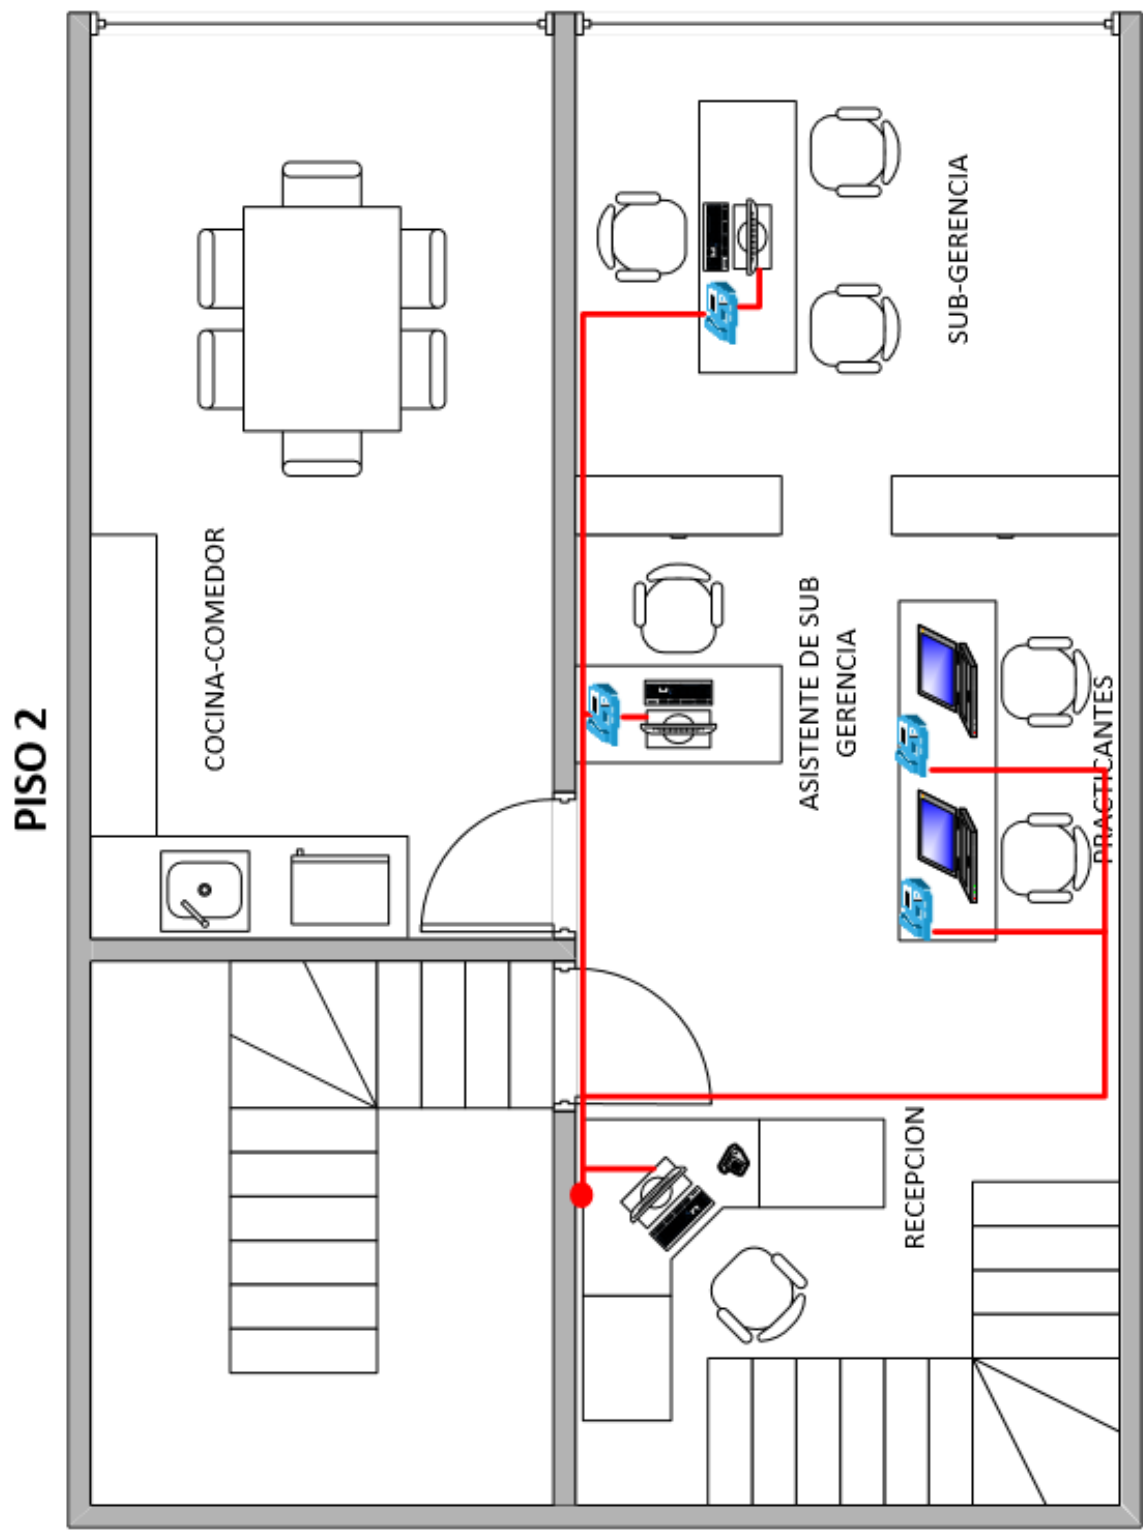 PISO 2
COCINA-COMEDOR
SUB-GERENCIA
ASISTENTE DE SUB
GERENCIA
PRACTICANTES
RECEPCION